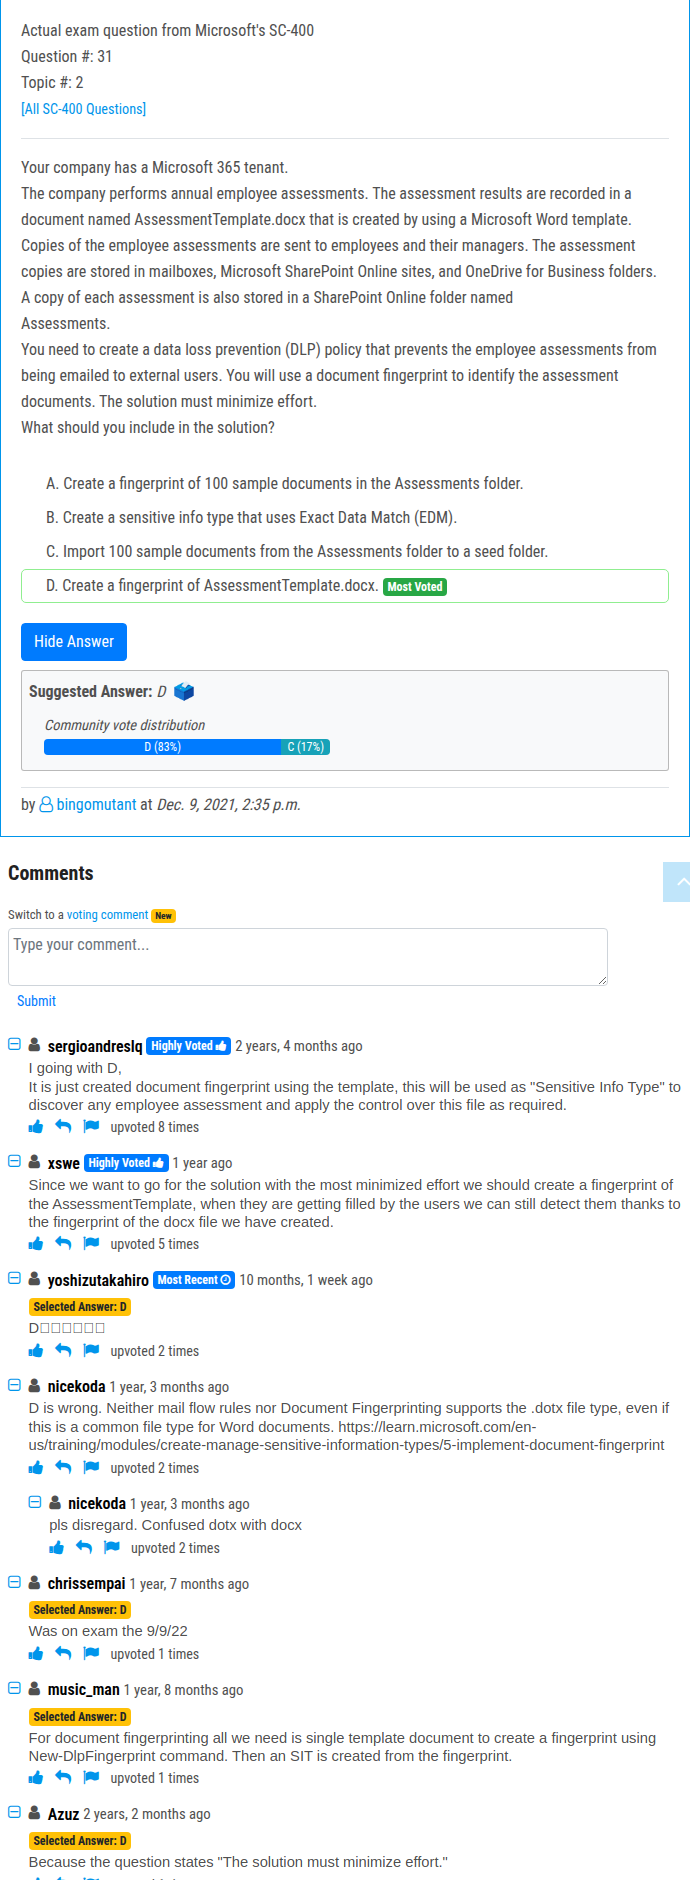 Actual exam question from Microsoft's SC-400
Question #: 31
Topic #: 2
[All SC-400 Questions]
Your company has a Microsoft 365 tenant.
The company performs annual employee assessments. The assessment results are recorded in a
document named AssessmentTemplate.docx that is created by using a Microsoft Word template.
Copies of the employee assessments are sent to employees and their managers. The assessment
copies are stored in mailboxes, Microsoft SharePoint Online sites, and OneDrive for Business folders.
A copy of each assessment is also stored in a SharePoint Online folder named
Assessments.
You need to create a data loss prevention (DLP) policy that prevents the employee assessments from
being emailed to external users. You will use a document fingerprint to identify the assessment
documents. The solution must minimize effort.
What should you include in the solution?
A. Create a fingerprint of 100 sample documents in the Assessments folder.
B. Create a sensitive info type that uses Exact Data Match (EDM).
C. Import 100 sample documents from the Assessments folder to a seed folder.
D. Create a fingerprint of AssessmentTemplate.docx. Most Voted
Hide Answer
Suggested Answer: D
Community vote distribution
D (83%) C (17%)
by bingomutant at Dec. 9, 2021, 2:35 p.m.
Comments
Switch to a voting comment New
Type your comment...
Submit
sergioandreslq Highly Voted 2 years, 4 months ago
I going with D,
It is just created document fingerprint using the template, this will be used as "Sensitive Info Type" to
discover any employee assessment and apply the control over this file as required.
upvoted 8 times
xswe Highly Voted 1 year ago
Since we want to go for the solution with the most minimized effort we should create a fingerprint of
the AssessmentTemplate, when they are getting filled by the users we can still detect them thanks to
the fingerprint of the docx file we have created.
upvoted 5 times
yoshizutakahiro Most Recent 10 months, 1 week ago
Selected Answer: D
D□□□□□□
upvoted 2 times
nicekoda 1 year, 3 months ago
D is wrong. Neither mail flow rules nor Document Fingerprinting supports the .dotx file type, even if
this is a common file type for Word documents. https://learn.microsoft.com/en-
us/training/modules/create-manage-sensitive-information-types/5-implement-document-fingerprint
upvoted 2 times
nicekoda 1 year, 3 months ago
pls disregard. Confused dotx with docx
upvoted 2 times
chrissempai 1 year, 7 months ago
Selected Answer: D
Was on exam the 9/9/22
upvoted 1 times
music_man 1 year, 8 months ago
Selected Answer: D
For document fingerprinting all we need is single template document to create a fingerprint using
New-DlpFingerprint command. Then an SIT is created from the fingerprint.
upvoted 1 times
Azuz 2 years, 2 months ago
Selected Answer: D
Because the question states "The solution must minimize effort."